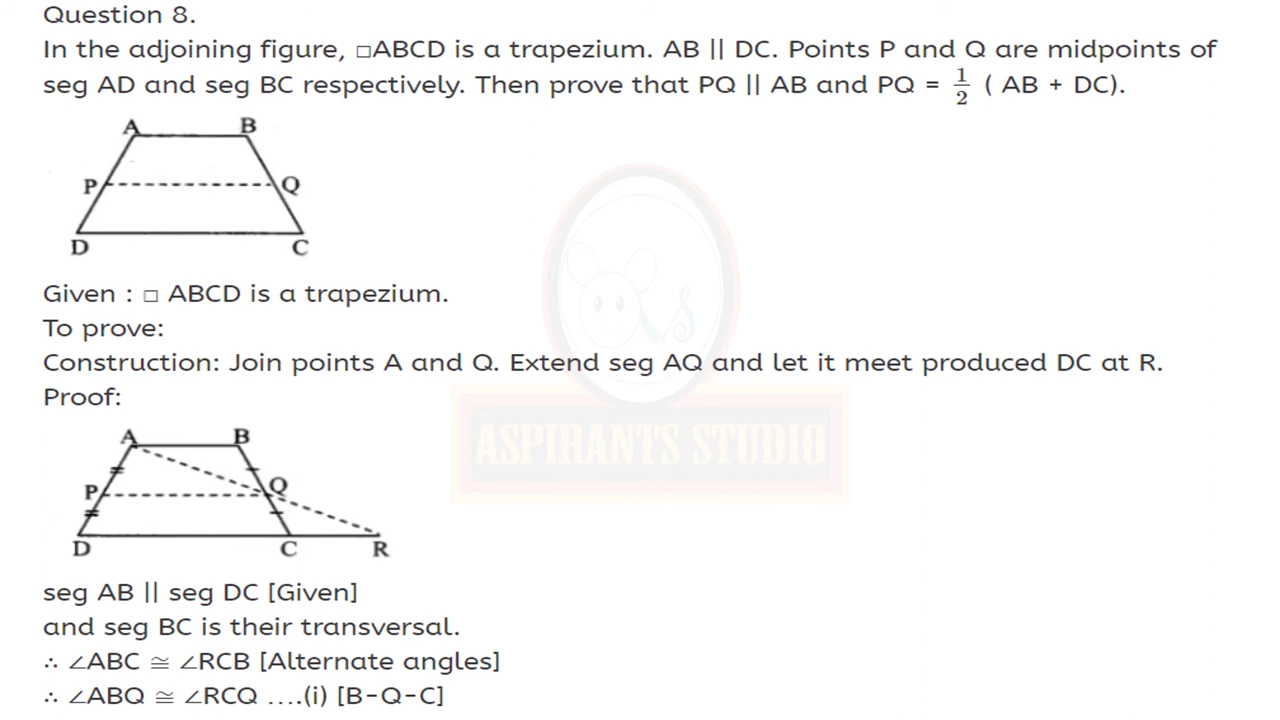 Question 8.
In the adjoining figure, □ABCD is a trapezium. AB || DC. Points P and Q are midpoints of
seg AD and seg BC respectively. Then prove that PQ || AB and PQ = 1/2 ( AB + DC).
A B
P Q
D C
Given : □ ABCD is a trapezium.
To prove:
Construction: Join points A and Q. Extend seg AQ and let it meet produced DC at R.
Proof:
ASPIRANTS STUDIO
A B
P Q
D C R
seg AB || seg DC [Given]
and seg BC is their transversal.
∴ ∠ABC ≅ ∠RCB [Alternate angles]
∴ ∠ABQ ≅ ∠RCQ ….(i) [B-Q-C]